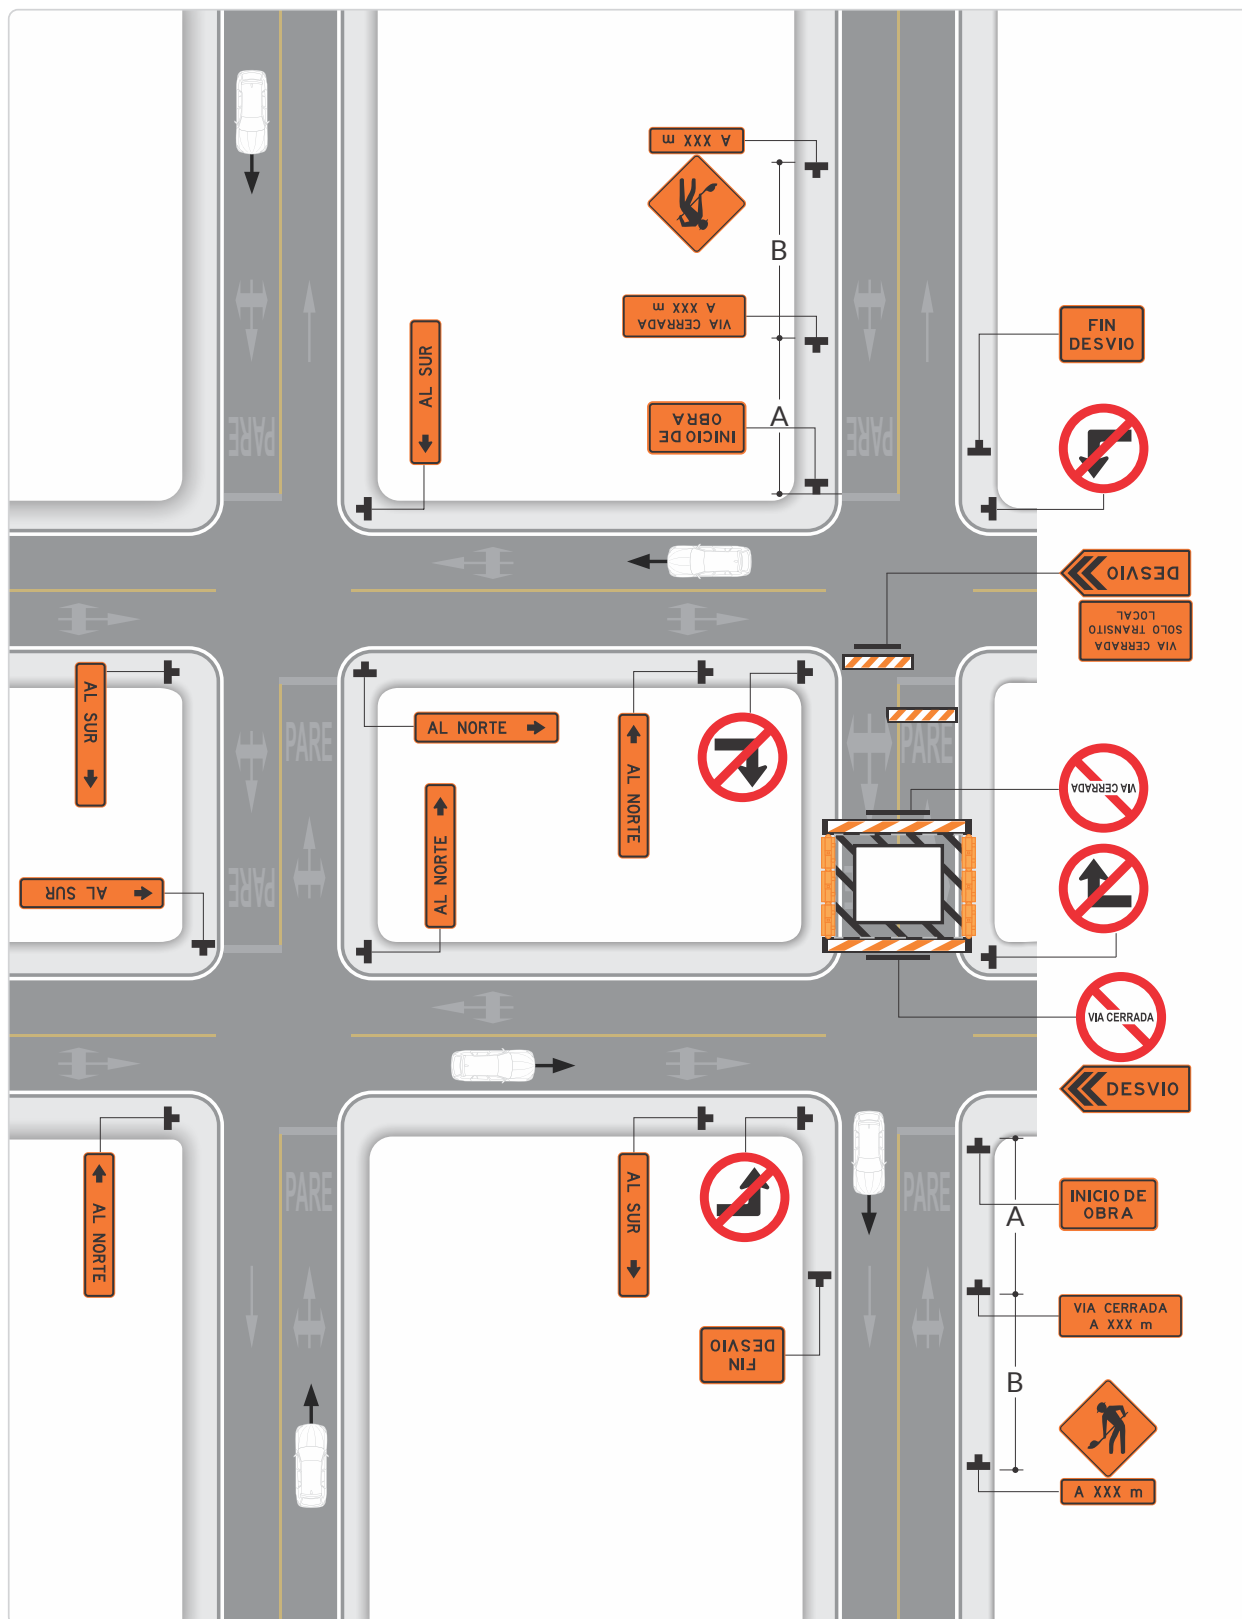 A XXX m
B
VIA CERRADA
A XXX m
A
INICIO DE
OBRA
AL SUR
PARE
PARE
FIN
DESVIO
DESVIO
VIA CERRADA
SOLO TRANSITO
LOCAL
AL SUR
AL NORTE
AL NORTE
PARE
PARE
VIA CERRADA
AL NORTE
AL SUR
PARE
VIA CERRADA
DESVIO
AL NORTE
PARE
AL SUR
PARE
A
INICIO DE
OBRA
FIN
DESVIO
VIA CERRADA
A XXX m
B
A XXX m